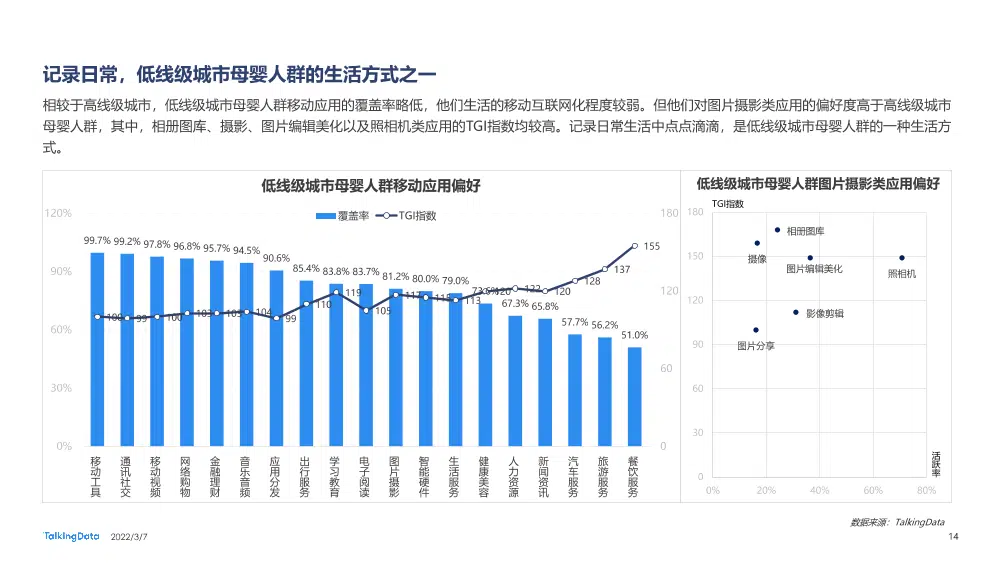 记录日常，低线级城市母婴人群的生活方式之一
相较于高线级城市，低线级城市母婴人群移动应用的覆盖率略低，他们生活的移动互联网化程度较弱。但他们对图片摄影类应用的偏好度高于高线级城市
母婴人群，其中，相册图库、摄影、图片编辑美化以及照相机类应用的TGI指数均较高。记录日常生活中点点滴滴，是低线级城市母婴人群的一种生活方
式。
低线级城市母婴人群移动应用偏好
覆盖率 TGI指数
120% 90% 60% 30% 0%
180 120 60 0
99.7% 99.2% 97.8% 96.8% 95.7% 94.5% 90.6% 85.4% 83.8% 83.7% 81.2% 80.0% 79.0% 73.6% 67.3% 65.8% 57.7% 56.2% 51.0%
100 99 100 103 103 104 99 110 119 105 113 120 122 120 128 137 155
移动工具
通讯社交
移动视频
网络购物
金融理财
音乐音频
应用分发
出行服务
学习教育
电子阅读
图片摄影
智能硬件
生活服务
健康美容
人力资源
新闻资讯
汽车服务
旅游服务
餐饮服务
低线级城市母婴人群图片摄影类应用偏好
TGI指数
180
150
120
90
60
30
0
相册图库
摄像
图片编辑美化
照相机
影像剪辑
图片分享
活跃率
0% 20% 40% 60% 80%
数据来源：TalkingData
TalkingData 2022/3/7
14